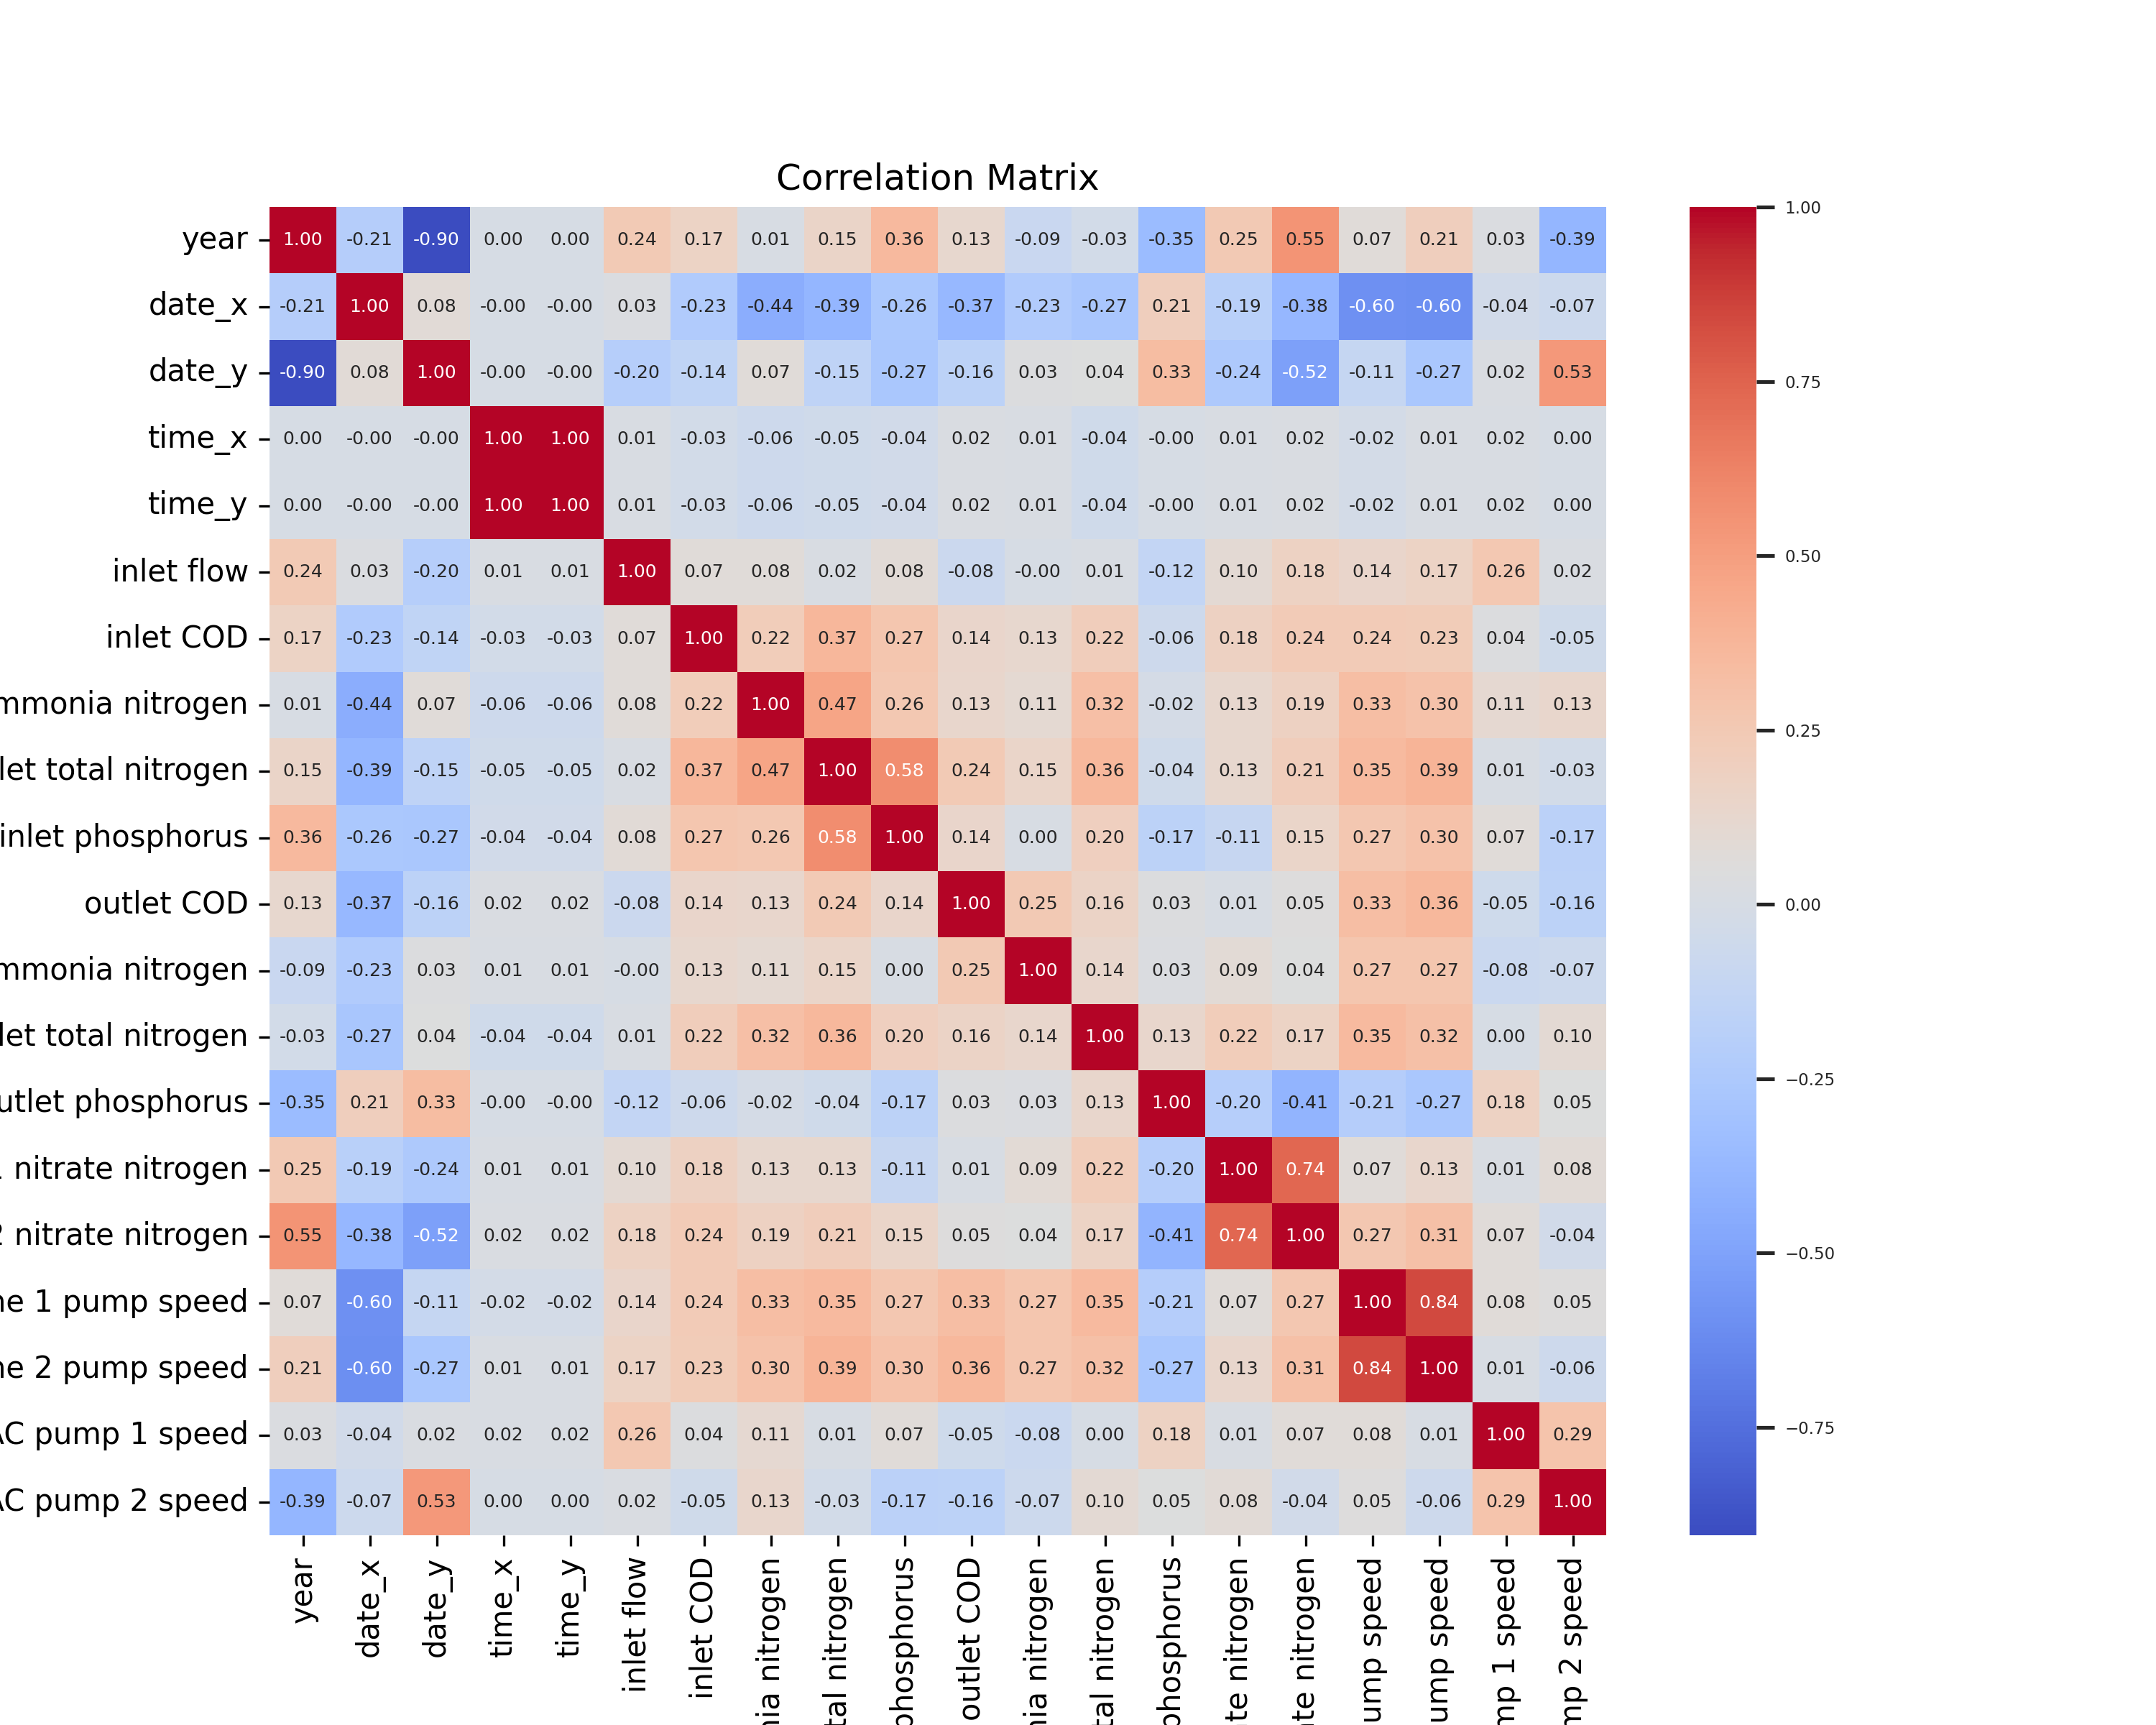 Correlation Matrix
year 1.00 -0.21 -0.90 0.00 0.00 0.24 0.17 0.01 0.15 0.36 0.13 -0.09 -0.03 -0.35 0.25 0.55 0.07 0.21 0.03 -0.39
date_x -0.21 1.00 0.08 -0.00 -0.00 0.03 -0.23 -0.44 -0.39 -0.26 -0.37 -0.23 -0.27 0.21 -0.19 -0.38 -0.60 -0.60 -0.04 -0.07
date_y -0.90 0.08 1.00 -0.00 -0.00 -0.20 -0.14 0.07 -0.15 -0.27 -0.16 0.03 0.04 0.33 -0.24 -0.52 -0.11 -0.27 0.02 0.53
time_x 0.00 -0.00 -0.00 1.00 1.00 0.01 -0.03 -0.06 -0.05 -0.04 0.02 0.01 -0.04 -0.00 0.01 0.02 -0.02 0.01 0.02 0.00
time_y 0.00 -0.00 -0.00 1.00 1.00 0.01 -0.03 -0.06 -0.05 -0.04 0.02 0.01 -0.04 -0.00 0.01 0.02 -0.02 0.01 0.02 0.00
inlet flow 0.24 0.03 -0.20 0.01 0.01 1.00 0.07 0.08 0.02 0.08 -0.08 -0.00 0.01 -0.12 0.10 0.18 0.14 0.17 0.26 0.02
inlet COD 0.17 -0.23 -0.14 -0.03 -0.03 0.07 1.00 0.22 0.37 0.27 0.14 0.13 0.22 -0.06 0.18 0.24 0.24 0.23 0.04 -0.05
mmonia nitrogen 0.01 -0.44 0.07 -0.06 -0.06 0.08 0.22 1.00 0.47 0.26 0.13 0.11 0.32 -0.02 0.13 0.19 0.33 0.30 0.11 0.13
let total nitrogen 0.15 -0.39 -0.15 -0.05 -0.05 0.02 0.37 0.47 1.00 0.58 0.24 0.15 0.36 -0.04 0.13 0.21 0.35 0.39 0.01 -0.03
inlet phosphorus 0.36 -0.26 -0.27 -0.04 -0.04 0.08 0.27 0.26 0.58 1.00 0.14 0.00 0.20 -0.17 -0.11 0.15 0.27 0.30 0.07 -0.17
outlet COD 0.13 -0.37 -0.16 0.02 0.02 -0.08 0.14 0.13 0.24 0.14 1.00 0.25 0.16 0.03 0.01 0.05 0.33 0.36 -0.05 -0.16
mmonia nitrogen -0.09 -0.23 0.03 0.01 0.01 -0.00 0.13 0.11 0.15 0.00 0.25 1.00 0.14 0.03 0.09 0.04 0.27 0.27 -0.08 -0.07
let total nitrogen -0.03 -0.27 0.04 -0.04 -0.04 0.01 0.22 0.32 0.36 0.20 0.16 0.14 1.00 0.13 0.22 0.17 0.35 0.32 0.00 0.10
utlet phosphorus -0.35 0.21 0.33 -0.00 -0.00 -0.12 -0.06 -0.02 -0.04 -0.17 0.03 0.03 0.13 1.00 -0.20 -0.41 -0.21 -0.27 0.18 0.05
1 nitrate nitrogen 0.25 -0.19 -0.24 0.01 0.01 0.10 0.18 0.13 0.13 -0.11 0.01 0.09 0.22 -0.20 1.00 0.74 0.07 0.13 0.01 0.08
2 nitrate nitrogen 0.55 -0.38 -0.52 0.02 0.02 0.18 0.24 0.19 0.21 0.15 0.05 0.04 0.17 -0.41 0.74 1.00 0.27 0.31 0.07 -0.04
ne 1 pump speed 0.07 -0.60 -0.11 -0.02 -0.02 0.14 0.24 0.33 0.35 0.27 0.33 0.27 0.35 -0.21 0.07 0.27 1.00 0.84 0.08 0.05
ne 2 pump speed 0.21 -0.60 -0.27 0.01 0.01 0.17 0.23 0.30 0.39 0.30 0.36 0.27 0.32 -0.27 0.13 0.31 0.84 1.00 0.01 -0.06
AC pump 1 speed 0.03 -0.04 0.02 0.02 0.02 0.26 0.04 0.11 0.01 0.07 -0.05 -0.08 0.00 0.18 0.01 0.07 0.08 0.01 1.00 0.29
AC pump 2 speed -0.39 -0.07 0.53 0.00 0.00 0.02 -0.05 0.13 -0.03 -0.17 -0.16 -0.07 0.10 0.05 0.08 -0.04 0.05 -0.06 0.29 1.00
year
date_x
date_y
time_x
time_y
inlet flow
inlet COD
nia nitrogen
tal nitrogen
phosphorus
outlet COD
nia nitrogen
tal nitrogen
phosphorus
te nitrogen
te nitrogen
ump speed
ump speed
mp 1 speed
mp 2 speed
1.00
0.75
0.50
0.25
0.00
−0.25
−0.50
−0.75